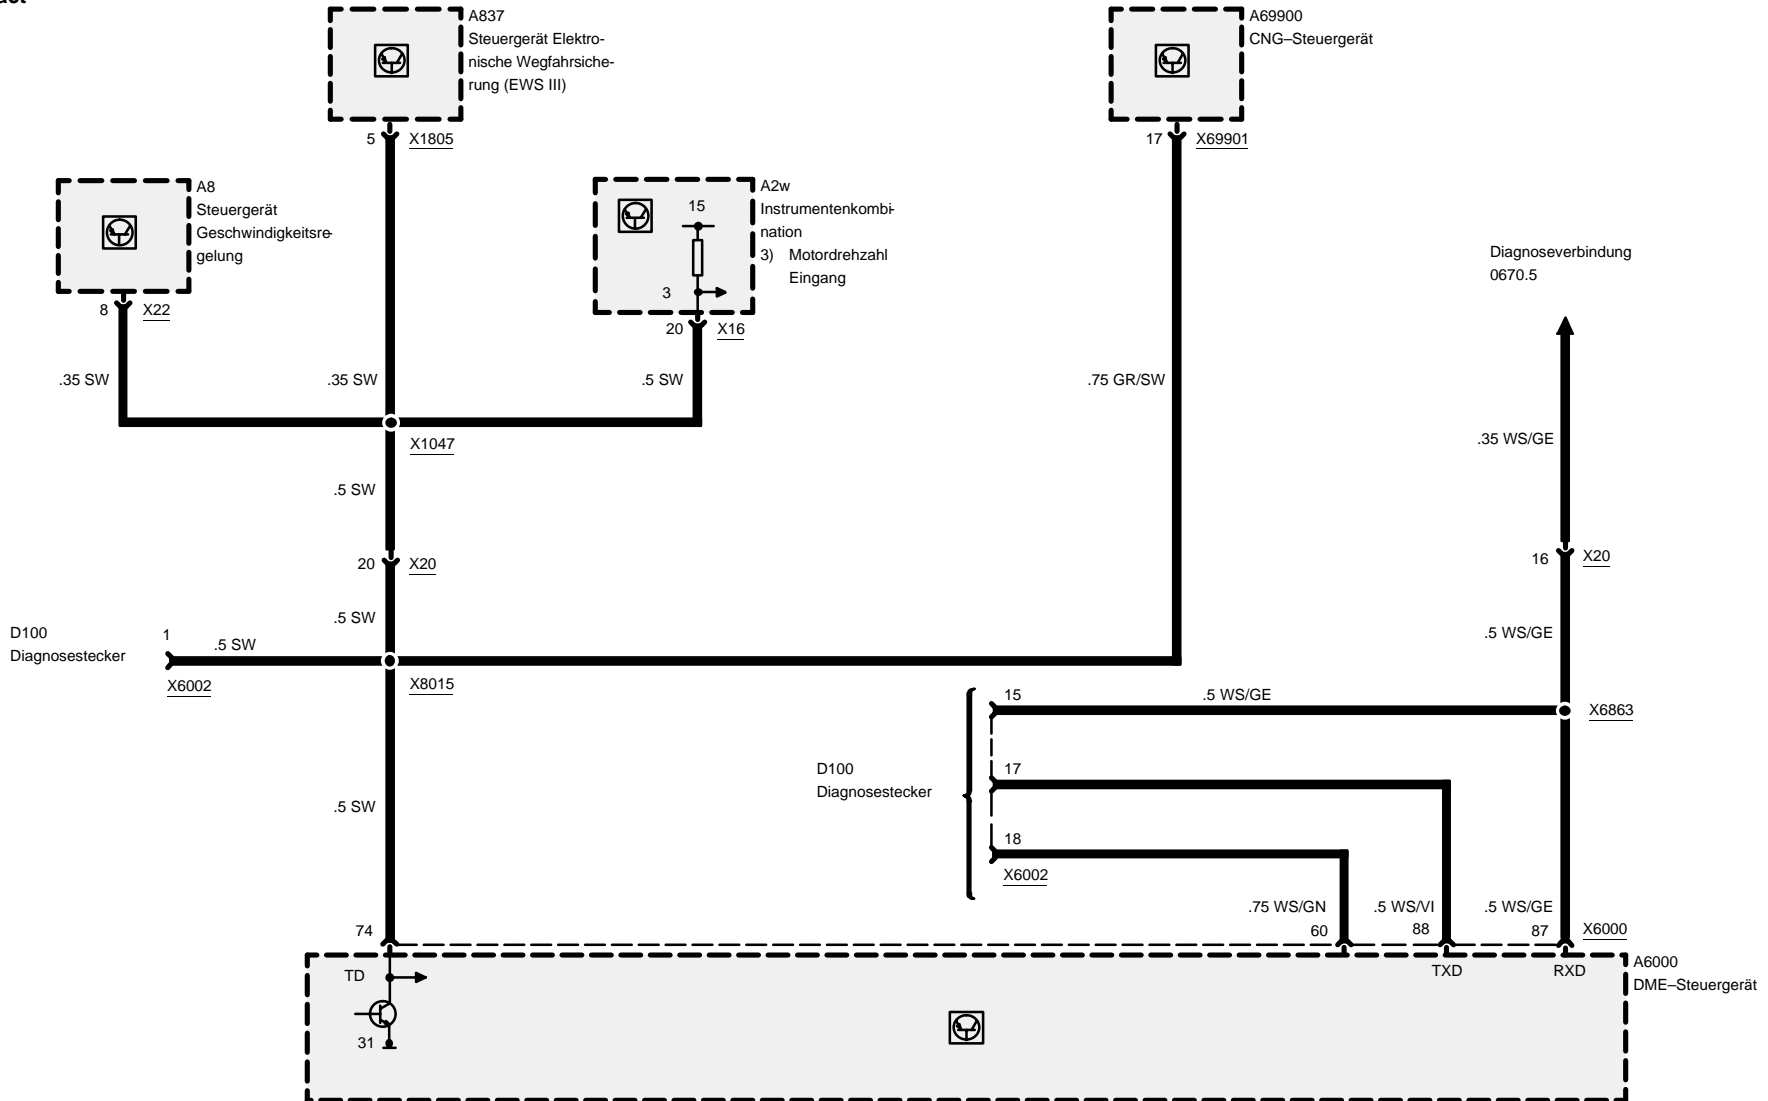 A837
Steuergerät Elektro-
nische Wegfahrsiche-
rung (EWS III)
5
X1805
A69900
CNG–Steuergerät
17
X69901
A8
Steuergerät
Geschwindigkeitsre-
gelung
8
X22
15
3
A2w
Instrumentenkombi-
nation
3) Motordrehzahl
Eingang
20
X16
Diagnoseverbindung
0670.5
.35 SW
.35 SW
.5 SW
.75 GR/SW
X1047
.35 WS/GE
.5 SW
20
X20
16
X20
.5 SW
.5 WS/GE
D100
Diagnosestecker
1
.5 SW
X6002
X8015
15
.5 WS/GE
X6863
D100
Diagnosestecker
17
18
X6002
.5 SW
.75 WS/GN
.5 WS/VI
.5 WS/GE
74
60
88
87
X6000
TD
31
TXD
RXD
A6000
DME–Steuergerät